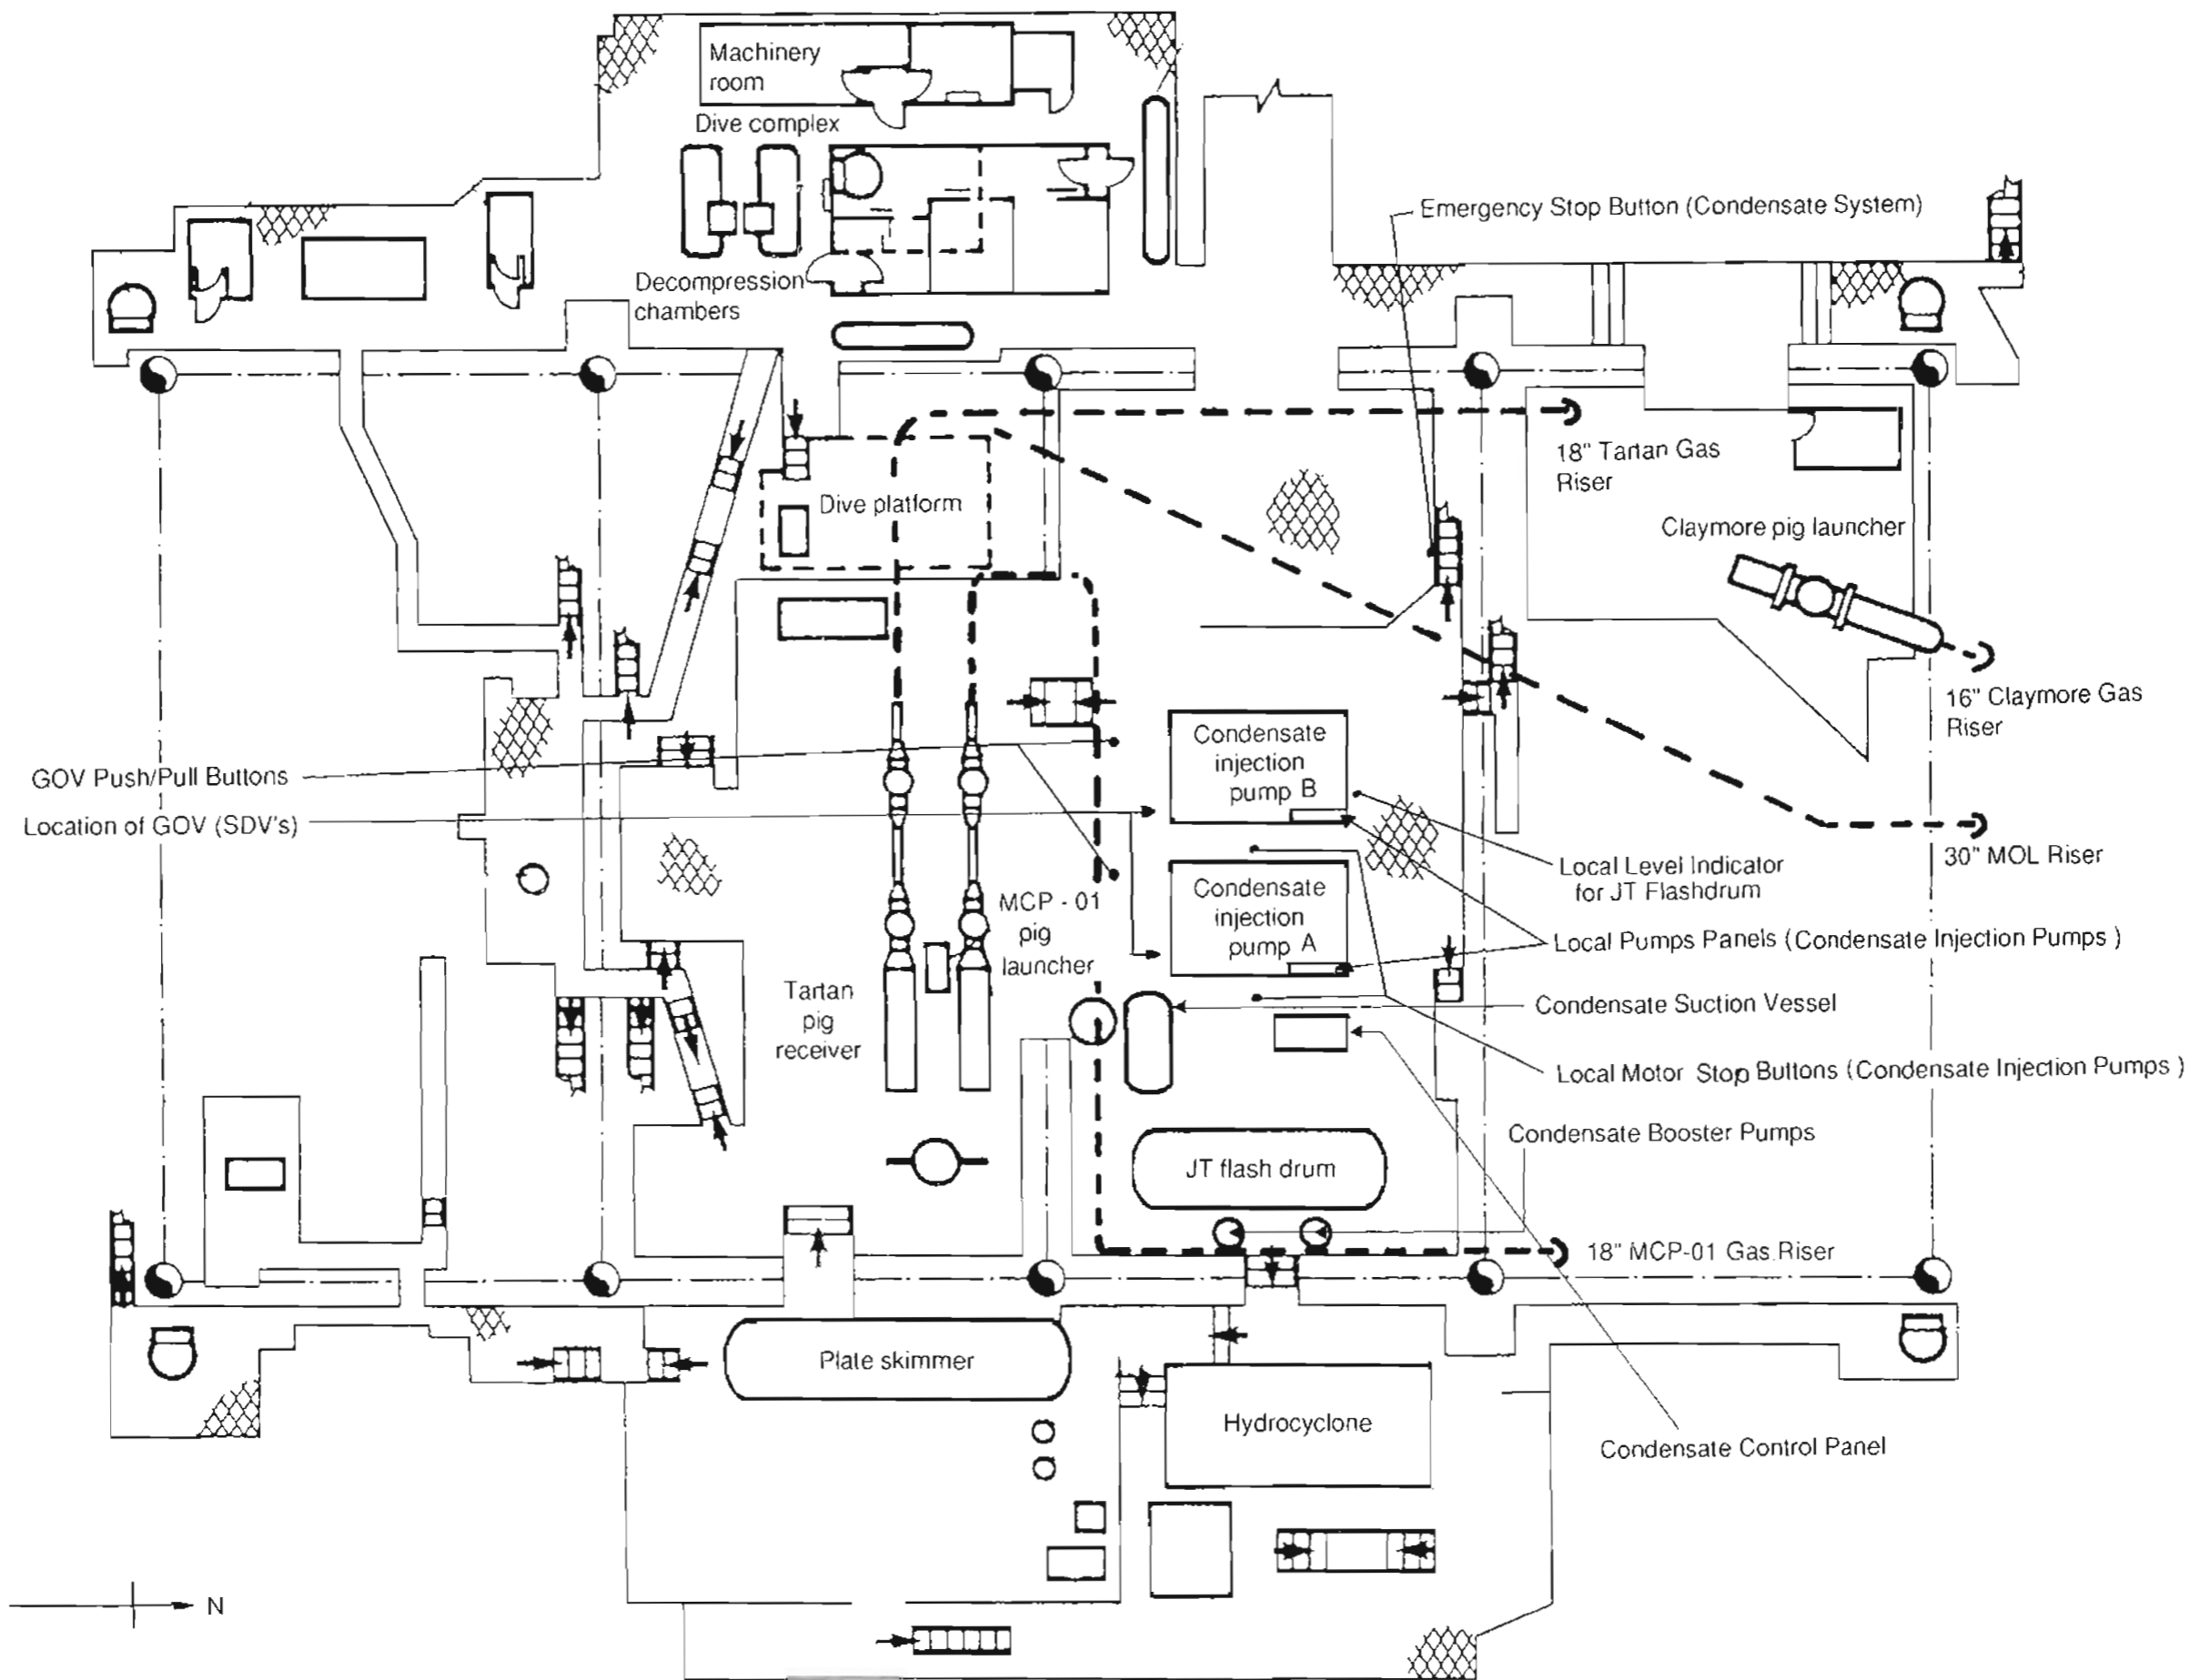 Machinery
room
Dive complex
Decompression
chambers
Emergency Stop Button (Condensate System)
18" Tartan Gas
Riser
Dive platform
Claymore pig launcher
16" Claymore Gas
Riser
GOV Push/Pull Buttons
Location of GOV (SDV's)
Condensate
injection
pump B
30" MOL Riser
Local Level Indicator
for JT Flashdrum
Condensate
injection
pump A
MCP - 01
pig
launcher
Local Pumps Panels (Condensate Injection Pumps )
Tartan
pig
receiver
Condensate Suction Vessel
Local Motor Stop Buttons (Condensate Injection Pumps )
Condensate Booster Pumps
JT flash drum
18" MCP-01 Gas Riser
Plate skimmer
Hydrocyclone
Condensate Control Panel
N